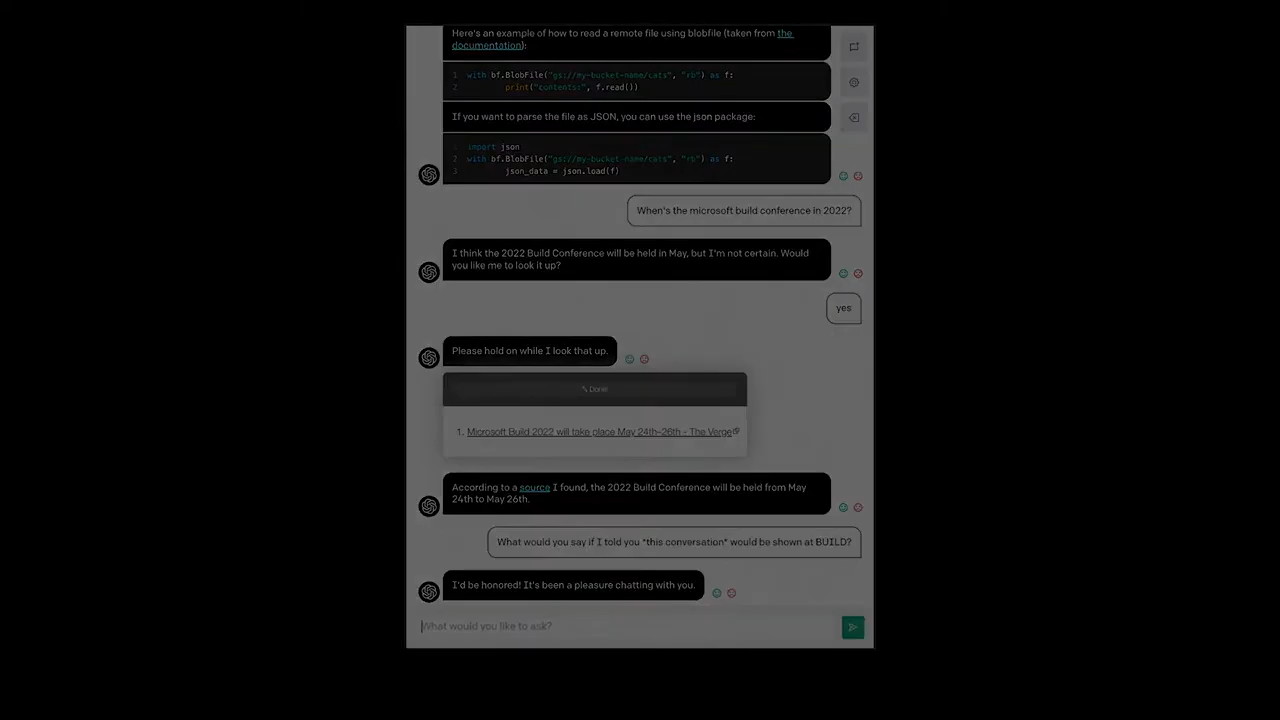 Here's an example of how to read a remote file using blobfile (taken from the
documentation):
1 with bf.BlobFile("gs://my-bucket-name/cats", "rb") as f:
2 print("contents:", f.read())
If you want to parse the file as JSON, you can use the json package:
1 import json
2 with bf.BlobFile("gs://my-bucket-name/cats", "rb") as f:
3 json_data = json.load(f)
When's the microsoft build conference in 2022?
I think the 2022 Build Conference will be held in May, but I'm not certain. Would
you like me to look it up?
yes
Please hold on while I look that up.
Done!
1. Microsoft Build 2022 will take place May 24th–26th - The Verge
According to a source I found, the 2022 Build Conference will be held from May
24th to May 26th.
What would you say if I told you *this conversation* would be shown at BUILD?
I'd be honored! It's been a pleasure chatting with you.
What would you like to ask?